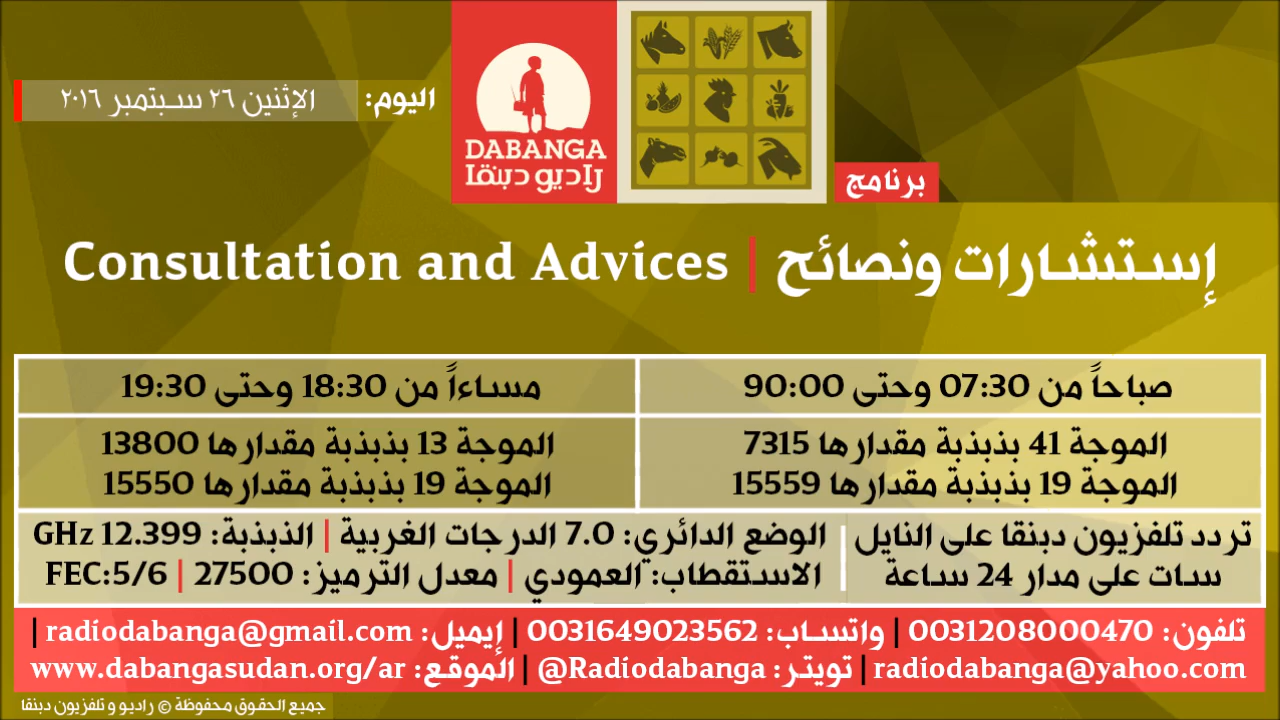 اليوم: الإثنين ٢٦ سبتمبر ٢٠١٦
DABANGA
راديو دبنقا
برنامج
إستشارات ونصائح | Consultation and Advices
صباحاً من 07:30 وحتى 90:00
مساءاً من 18:30 وحتى 19:30
الموجة 41 بذبذبة مقدارها 7315
الموجة 19 بذبذبة مقدارها 15559
الموجة 13 بذبذبة مقدارها 13800
الموجة 19 بذبذبة مقدارها 15550
تردد تلفزيون دبنقا على النايل
سات على مدار 24 ساعة
الوضع الدائري: 7.0 الدرجات الغربية | الذبذبة: 12.399 GHz
الاستقطاب: العمودي | معدل الترميز: 27500 | FEC:5/6
تلفون: 0031208000470 | واتساب: 0031649023562 | إيميل: radiodabanga@gmail.com |
radiodabanga@yahoo.com | تويتر: @Radiodabanga | الموقع: www.dabangasudan.org/ar
جميع الحقوق محفوظة © راديو و تلفزيون دبنقا